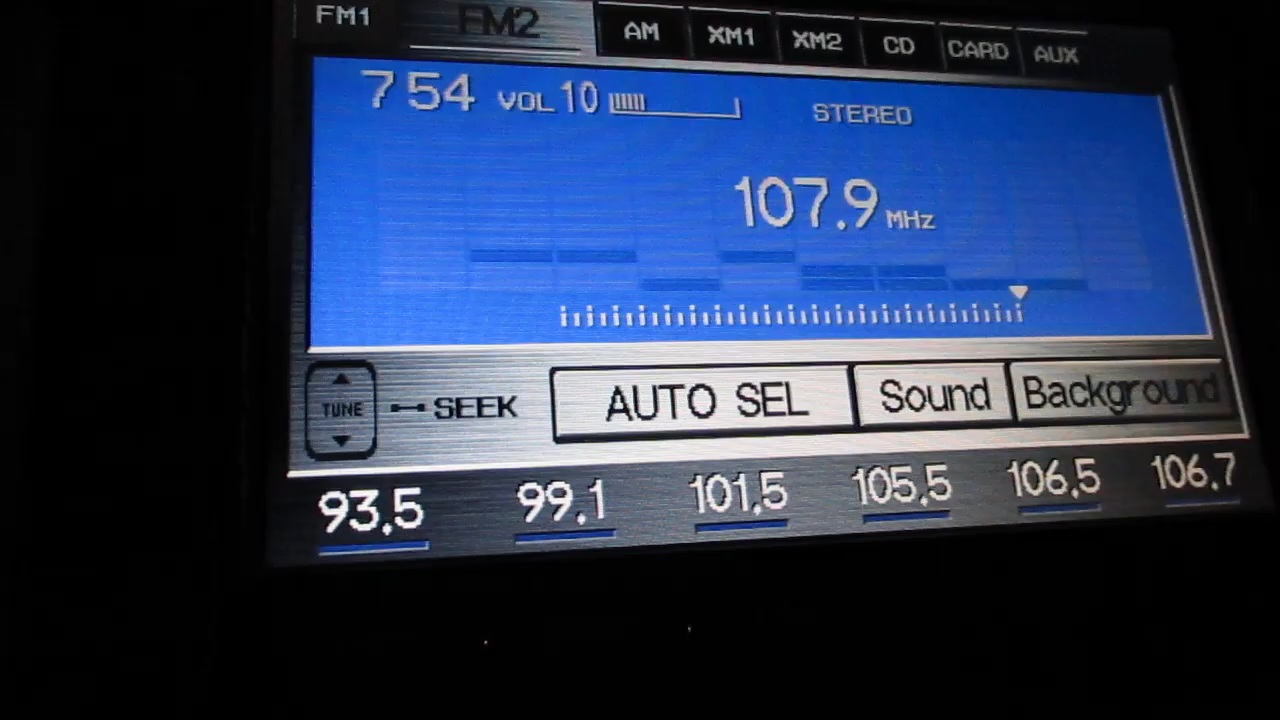 FM1 FM2 AM XM1 XM2 CD CARD AUX
7 54 VOL 10 STEREO
107.9 MHz
TUNE SEEK AUTO SEL Sound Background
93.5 99.1 101.5 105.5 106.5 106.7